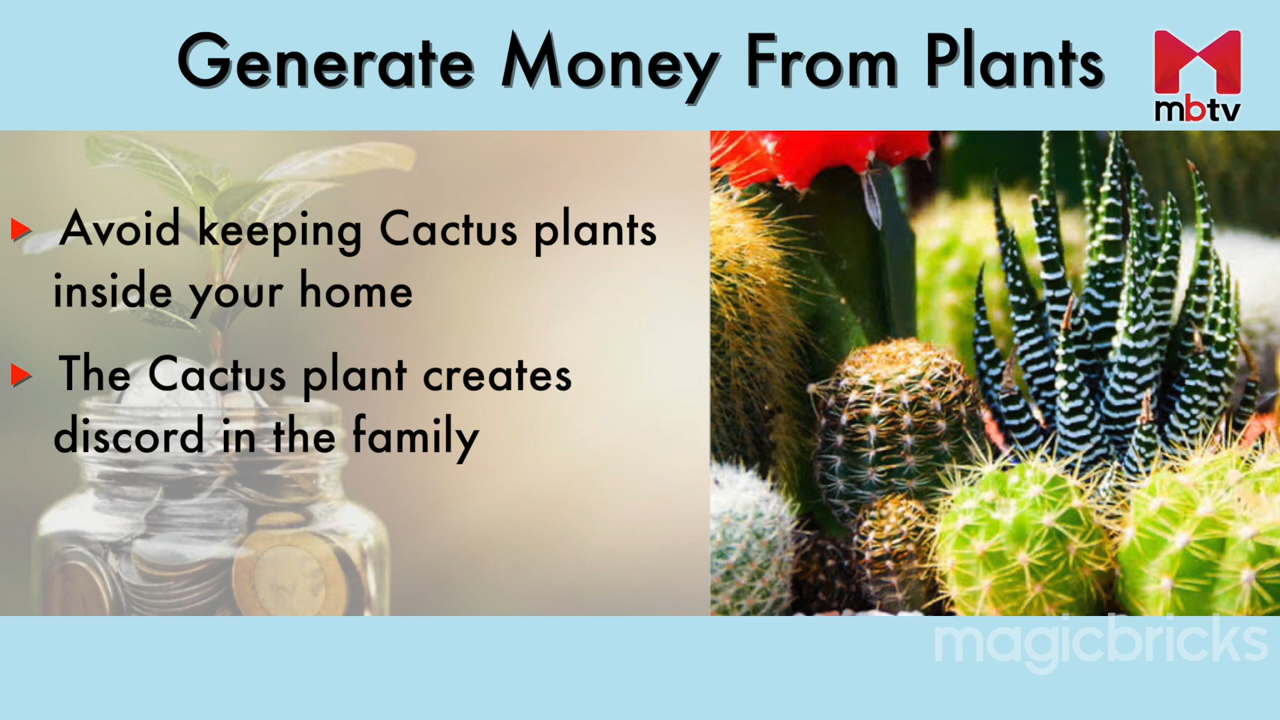 Generate Money From Plants
mbtv
Avoid keeping Cactus plants
inside your home
The Cactus plant creates
discord in the family
magicbricks